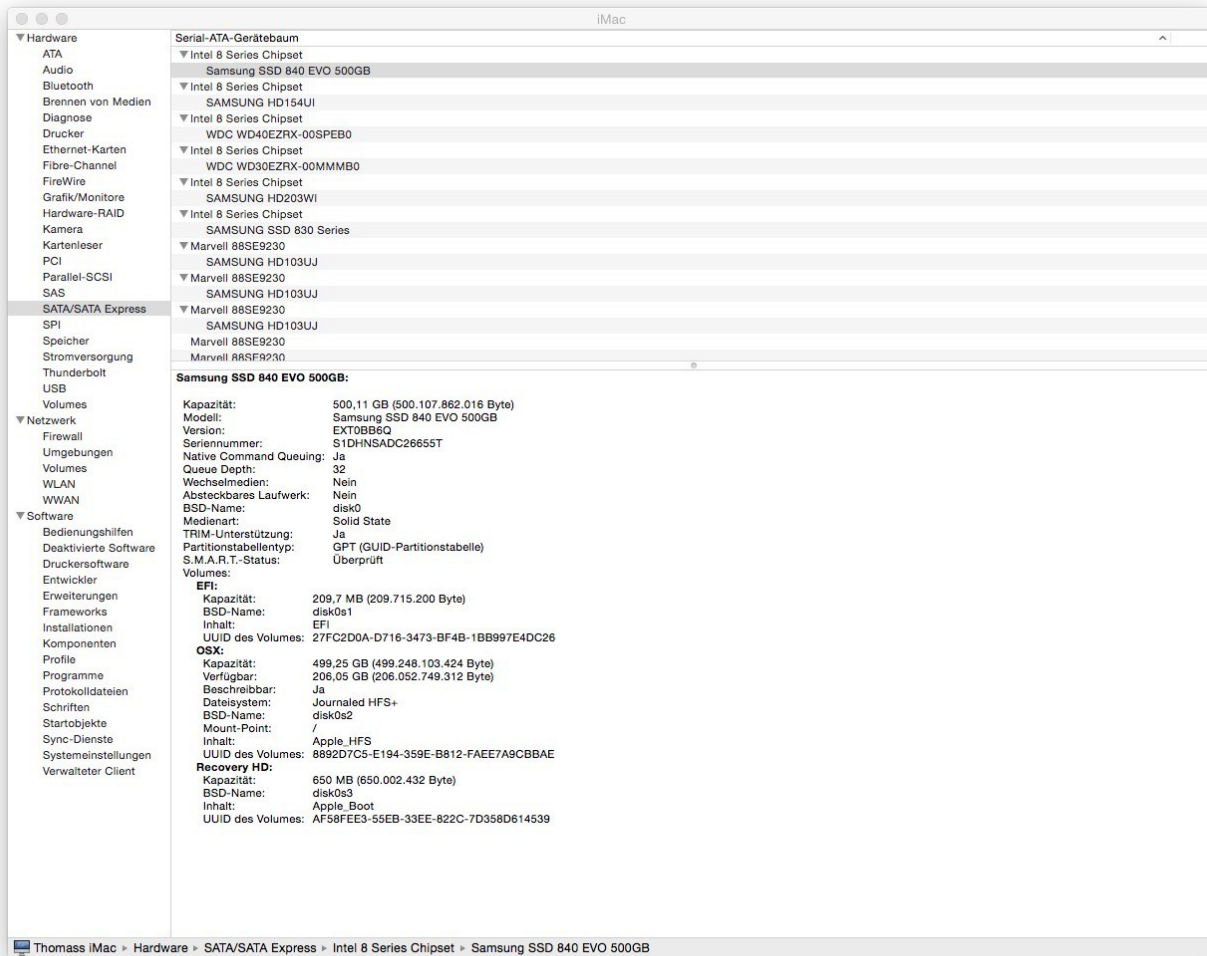 iMac
Hardware
ATA
Audio
Bluetooth
Brennen von Medien
Diagnose
Drucker
Ethernet-Karten
Fibre-Channel
FireWire
Grafik/Monitore
Hardware-RAID
Kamera
Kartenleser
PCI
Parallel-SCSI
SAS
SATA/SATA Express
SPI
Speicher
Stromversorgung
Thunderbolt
USB
Volumes
Netzwerk
Firewall
Umgebungen
Volumes
WLAN
WWAN
Software
Bedienungshilfen
Deaktivierte Software
Druckersoftware
Entwickler
Erweiterungen
Frameworks
Installationen
Komponenten
Profile
Programme
Protokolldateien
Schriften
Startobjekte
Sync-Dienste
Systemeinstellungen
Verwalteter Client
Serial-ATA-Gerätebaum
Intel 8 Series Chipset
Samsung SSD 840 EVO 500GB
Intel 8 Series Chipset
SAMSUNG HD154UI
Intel 8 Series Chipset
WDC WD40EZRX-00SPEB0
Intel 8 Series Chipset
WDC WD30EZRX-00MMMB0
Intel 8 Series Chipset
SAMSUNG HD203WI
Intel 8 Series Chipset
SAMSUNG SSD 830 Series
Marvell 88SE9230
SAMSUNG HD103UJ
Marvell 88SE9230
SAMSUNG HD103UJ
Marvell 88SE9230
SAMSUNG HD103UJ
Marvell 88SE9230
Marvell 88SE9230
Samsung SSD 840 EVO 500GB:
Kapazität: 500,11 GB (500.107.862.016 Byte)
Modell: Samsung SSD 840 EVO 500GB
Version: EXT0BB6Q
Seriennummer: S1DHNSADC26655T
Native Command Queuing: Ja
Queue Depth: 32
Wechselmedien: Nein
Absteckbares Laufwerk: Nein
BSD-Name: disk0
Medienart: Solid State
TRIM-Unterstützung: Ja
Partitionstabellentyp: GPT (GUID-Partitionstabelle)
S.M.A.R.T.-Status: Überprüft
Volumes:
EFI:
Kapazität: 209,7 MB (209.715.200 Byte)
BSD-Name: disk0s1
Inhalt: EFI
UUID des Volumes: 27FC2D0A-D716-3473-BF4B-1BB997E4DC26
OSX:
Kapazität: 499,25 GB (499.248.103.424 Byte)
Verfügbar: 206,05 GB (206.052.749.312 Byte)
Beschreibbar: Ja
Dateisystem: Journaled HFS+
BSD-Name: disk0s2
Mount-Point: /
Inhalt: Apple_HFS
UUID des Volumes: 8892D7C5-E194-359E-B812-FAEE7A9CBBAE
Recovery HD:
Kapazität: 650 MB (650.002.432 Byte)
BSD-Name: disk0s3
Inhalt: Apple_Boot
UUID des Volumes: AF58FEE3-55EB-33EE-822C-7D358D614539
Thomass iMac ▸ Hardware ▸ SATA/SATA Express ▸ Intel 8 Series Chipset ▸ Samsung SSD 840 EVO 500GB